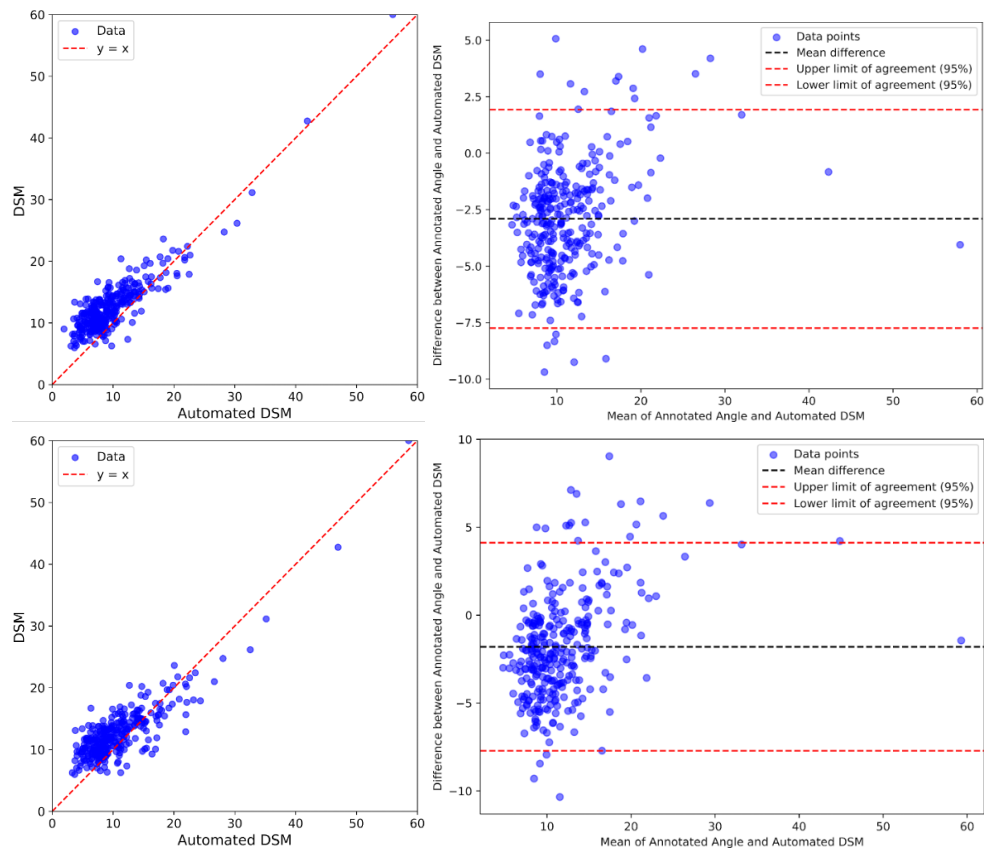 60
50
40
30
20
10
0
DSM
Data
y = x
0 10 20 30 40 50 60
Automated DSM
5.0
2.5
0.0
−2.5
−5.0
−7.5
−10.0
Difference between Annotated Angle and Automated DSM
Data points
Mean difference
Upper limit of agreement (95%)
Lower limit of agreement (95%)
10 20 30 40 50 60
Mean of Annotated Angle and Automated DSM
60
50
40
30
20
10
0
DSM
Data
y = x
0 10 20 30 40 50 60
Automated DSM
10
5
0
−5
−10
Difference between Annotated Angle and Automated DSM
Data points
Mean difference
Upper limit of agreement (95%)
Lower limit of agreement (95%)
10 20 30 40 50 60
Mean of Annotated Angle and Automated DSM